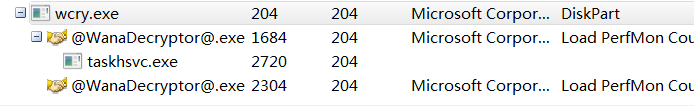 wcry.exe 204 204 Microsoft Corpor... DiskPart
@WanaDecryptor@.exe 1684 204 Microsoft Corpor... Load PerfMon Cou
taskhsvc.exe 2720 204
@WanaDecryptor@.exe 2304 204 Microsoft Corpor... Load PerfMon Cou